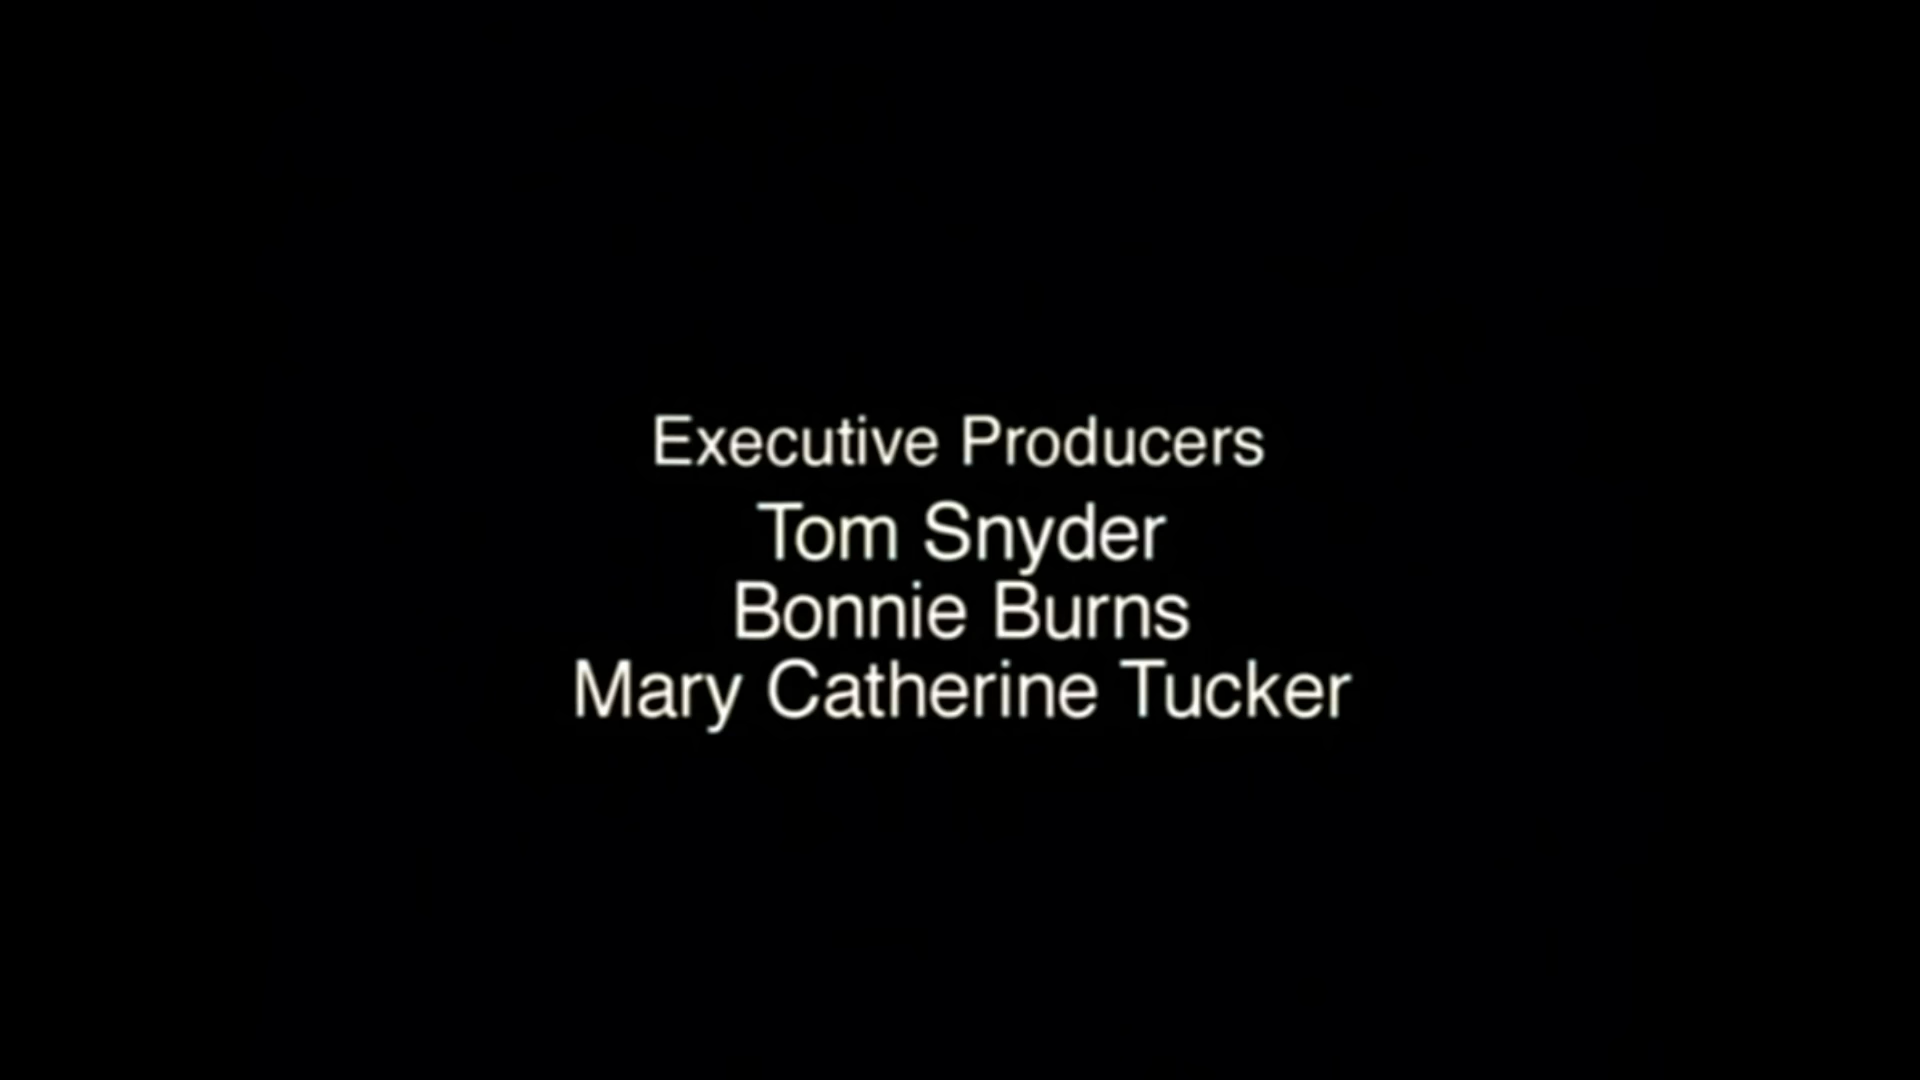 Executive Producers
Tom Snyder
Bonnie Burns
Mary Catherine Tucker